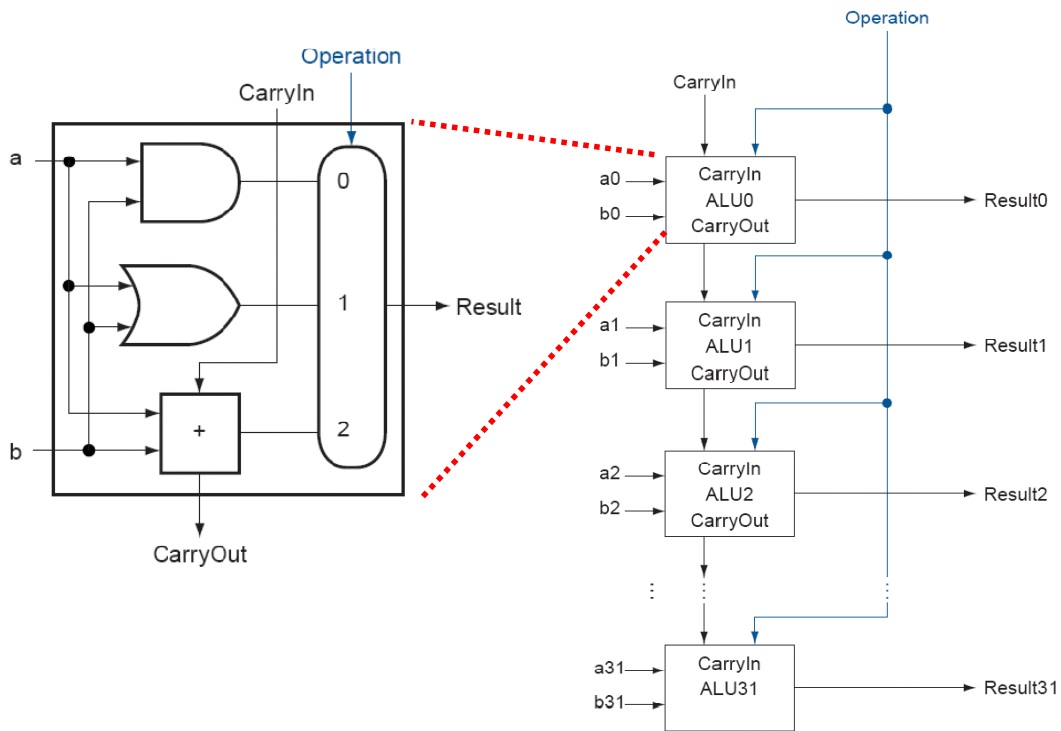 Operation
CarryIn
a
0
1
Result
+
2
b
CarryOut
Operation
CarryIn
a0
b0
CarryIn
ALU0
CarryOut
Result0
a1
b1
CarryIn
ALU1
CarryOut
Result1
a2
b2
CarryIn
ALU2
CarryOut
Result2
a31
b31
CarryIn
ALU31
Result31